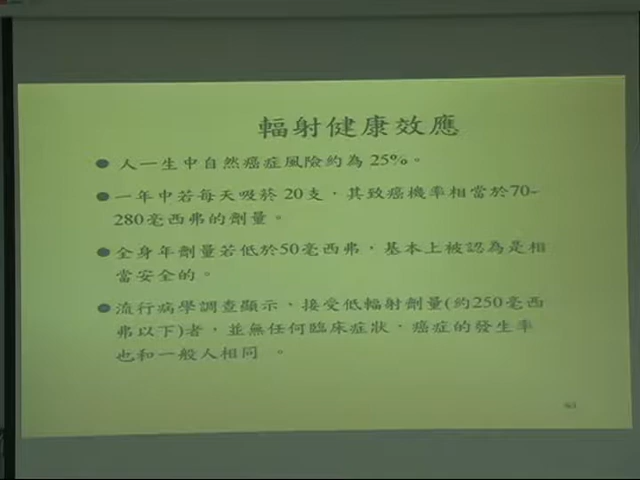 輻射健康效應
● 人一生中自然癌症風險約為 25%。
● 一年中若每天吸菸 20支，其致癌機率相當於70-
280毫西弗的劑量。
● 全身年劑量若低於50毫西弗，基本上被認為是相
當安全的。
● 流行病學調查顯示、接受低輻射劑量(約250毫西
弗以下)者，並無任何臨床症狀，癌症的發生率
也和一般人相同 。